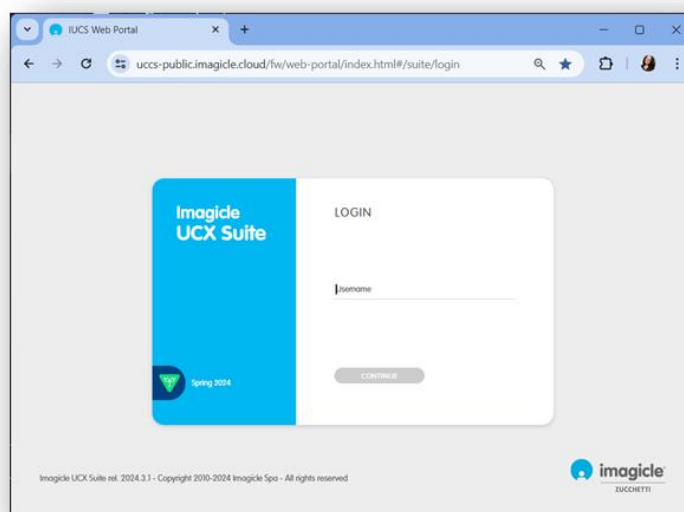 IUCS Web Portal
uccs-public.imagicle.cloud/fw/web-portal/index.html#/suite/login
Imagicle
UCX Suite
LOGIN
Username
CONTINUE
Spring 2024
Imagicle UCX Suite rel. 2024.3.1 - Copyright 2010-2024 Imagicle Spa - All rights reserved
imagicle
ZUCCHETTI